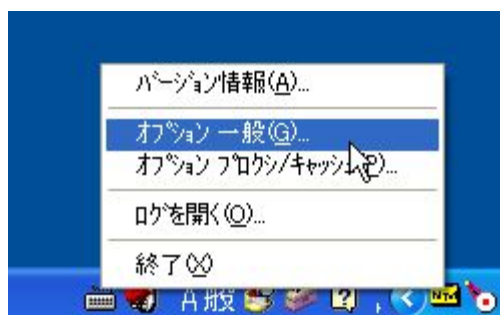 ﾊﾞｰｼﾞｮﾝ情報(A)...
ｵﾌﾟｼｮﾝ 一般(G)...
ｵﾌﾟｼｮﾝ ﾌﾟﾛｸｼ/ｷｬｯｼｭ(P)...
ﾛｸﾞを開く(O)...
終了(X)
A 般